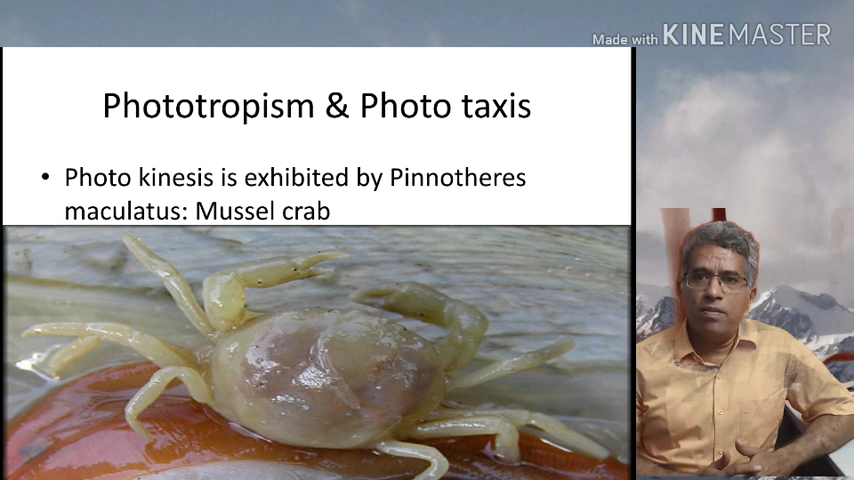 Made with KINEMASTER
Phototropism & Photo taxis
• Photo kinesis is exhibited by Pinnotheres
maculatus: Mussel crab